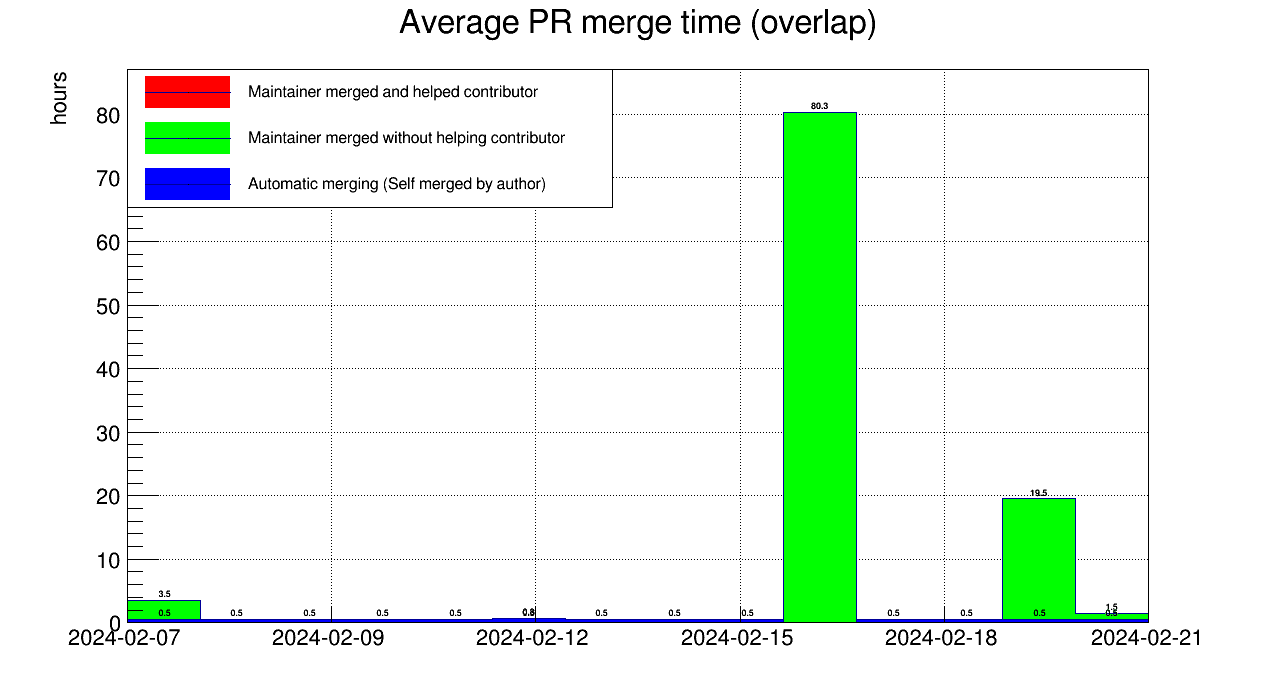 Average PR merge time (overlap)
hours
Maintainer merged and helped contributor
Maintainer merged without helping contributor
Automatic merging (Self merged by author)
80
70
60
50
40
30
20
10
0
80.3
19.5
3.5
1.5
0.5 0.5 0.5 0.5 0.5 0.5 0.5 0.5 0.5 0.5 0.5
2024-02-07 2024-02-09 2024-02-12 2024-02-15 2024-02-18 2024-02-21